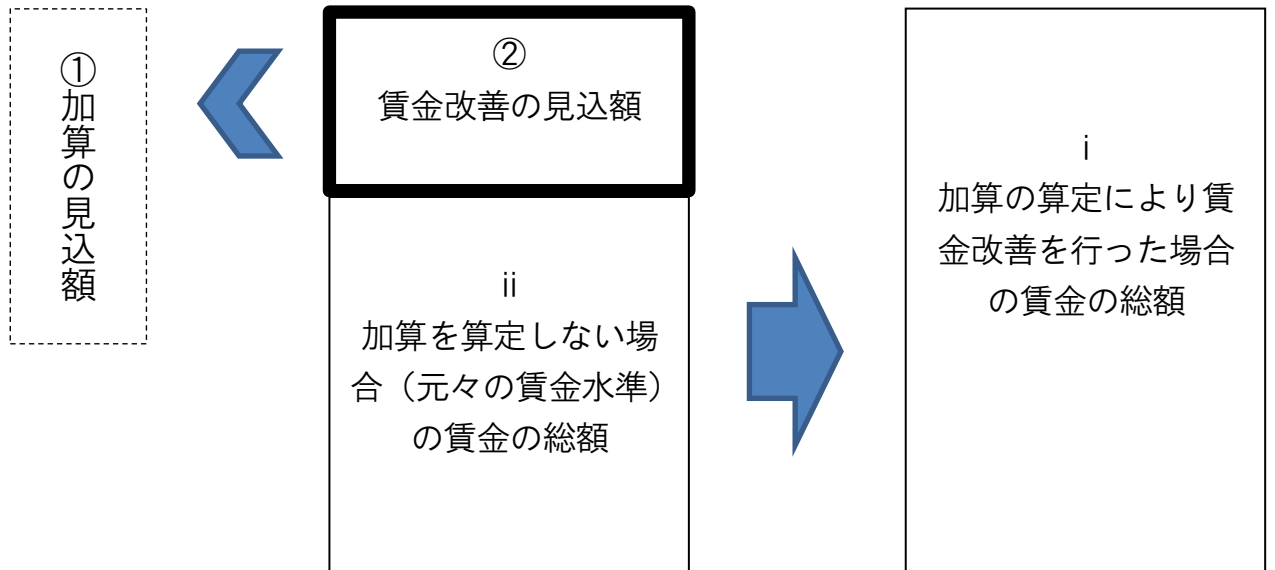 ①加算の見込額
②
賃金改善の見込額
ⅱ
加算を算定しない場
合（元々の賃金水準）
の賃金の総額
ⅰ
加算の算定により賃
金改善を行った場合
の賃金の総額